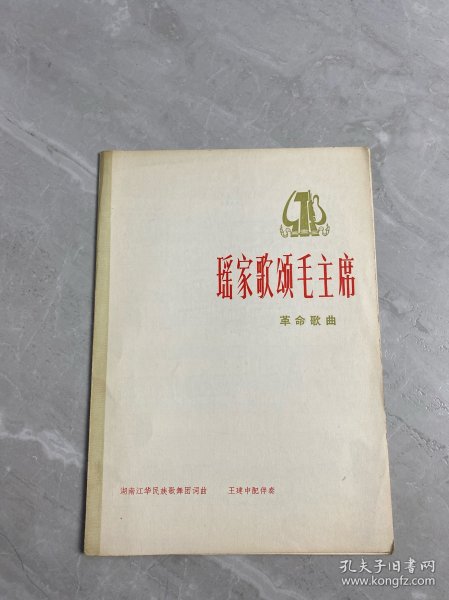 瑶家歌颂毛主席
革命歌曲
湖南江华民族歌舞团词曲 王建中配伴奏
孔夫子旧书网
www.kongfz.com